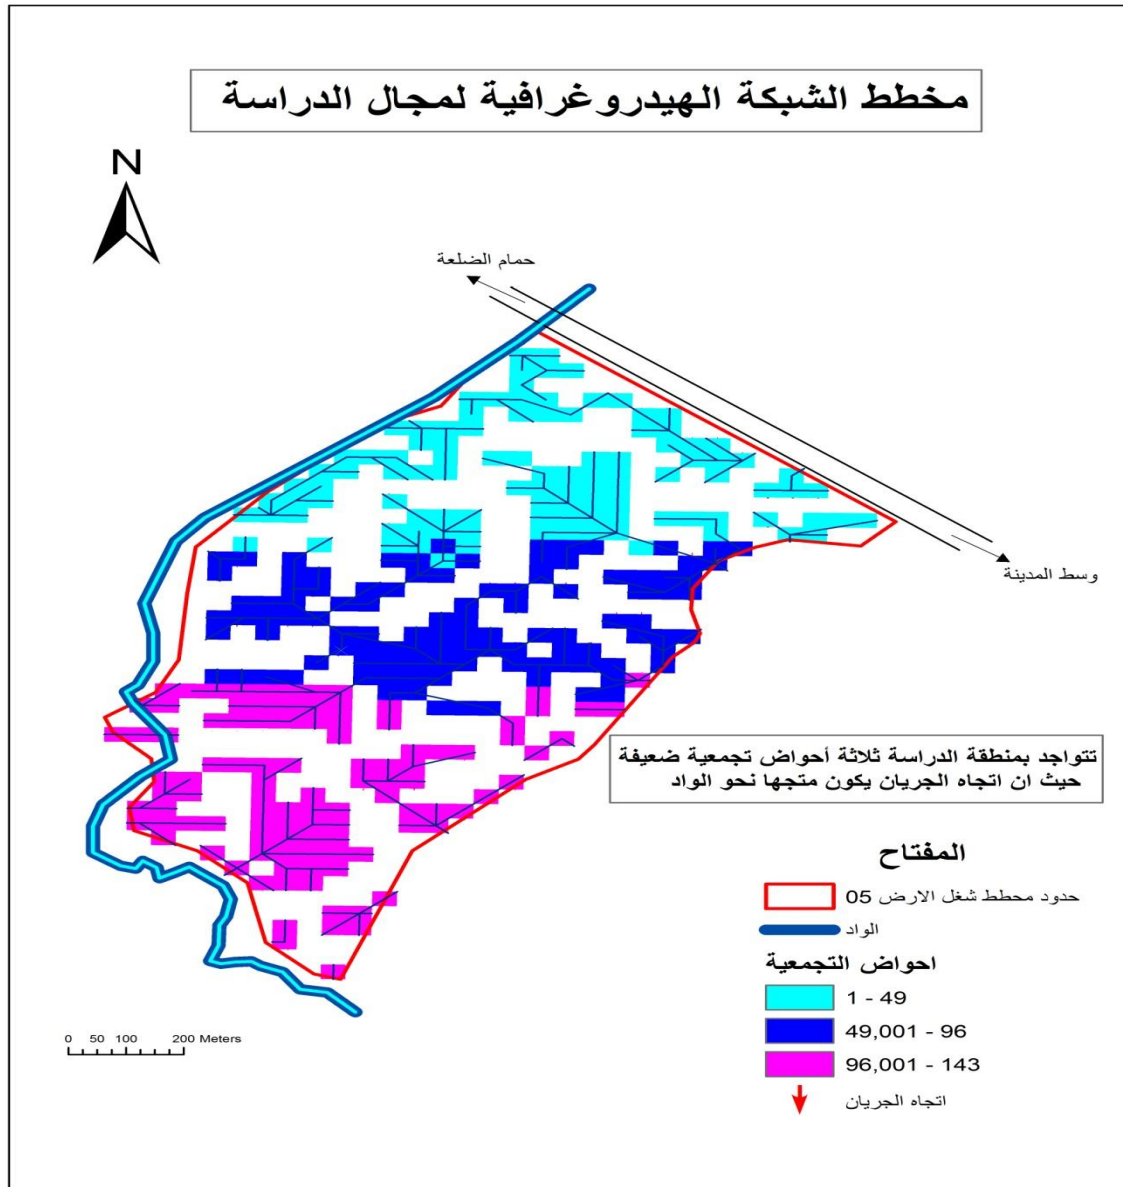 مخطط الشبكة الهيدروغرافية لمجال الدراسة
N
حمام الضلعة
وسط المدينة
تتواجد بمنطقة الدراسة ثلاثة أحواض تجمعية ضعيفة
حيث ان اتجاه الجريان يكون متجها نحو الواد
المفتاح
حدود محطط شغل الارض 05
الواد
احواض التجمعية
1 - 49
49,001 - 96
96,001 - 143
اتجاه الجريان
0 50 100 200 Meters